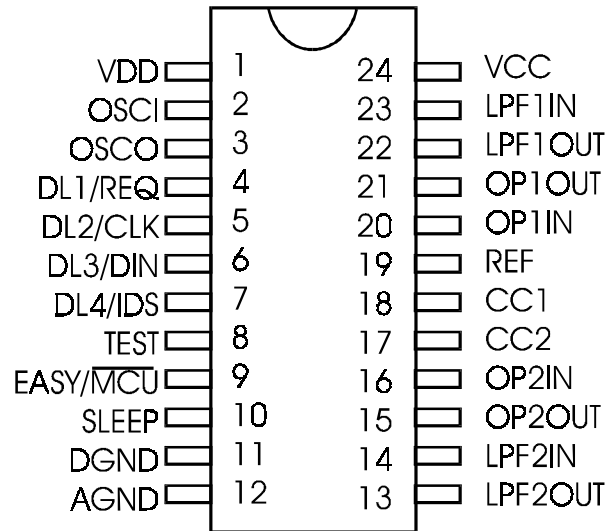 VDD 1 24 VCC
OSCI 2 23 LPF1IN
OSCO 3 22 LPF1OUT
DL1/REQ 4 21 OP1OUT
DL2/CLK 5 20 OP1IN
DL3/DIN 6 19 REF
DL4/IDS 7 18 CC1
TEST 8 17 CC2
EASY/MCU 9 16 OP2IN
SLEEP 10 15 OP2OUT
DGND 11 14 LPF2IN
AGND 12 13 LPF2OUT